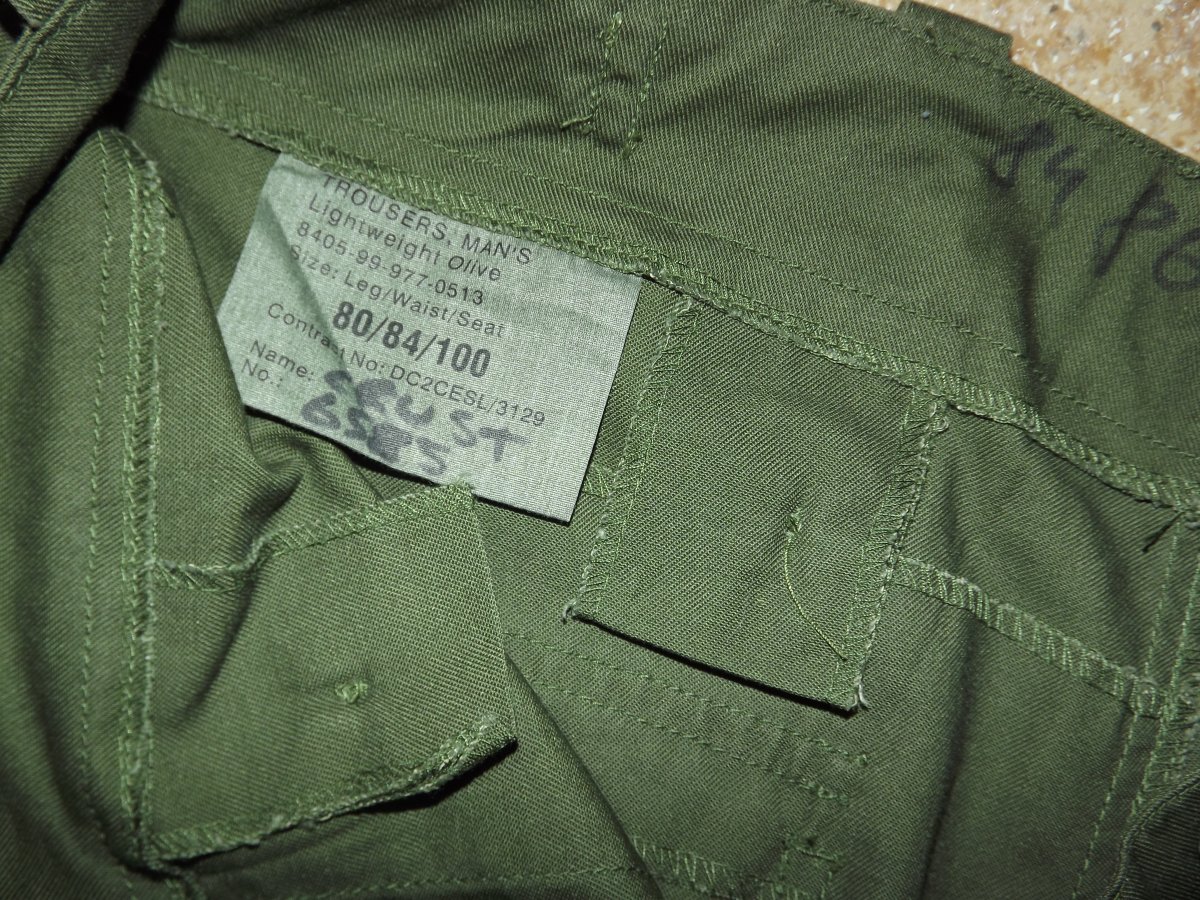 TROUSERS, MAN'S
Lightweight Olive
8405-99-977-0513
Size: Leg/Waist/Seat
80/84/100
Contract No: DC2CESL/3129
Name:
No.:
84